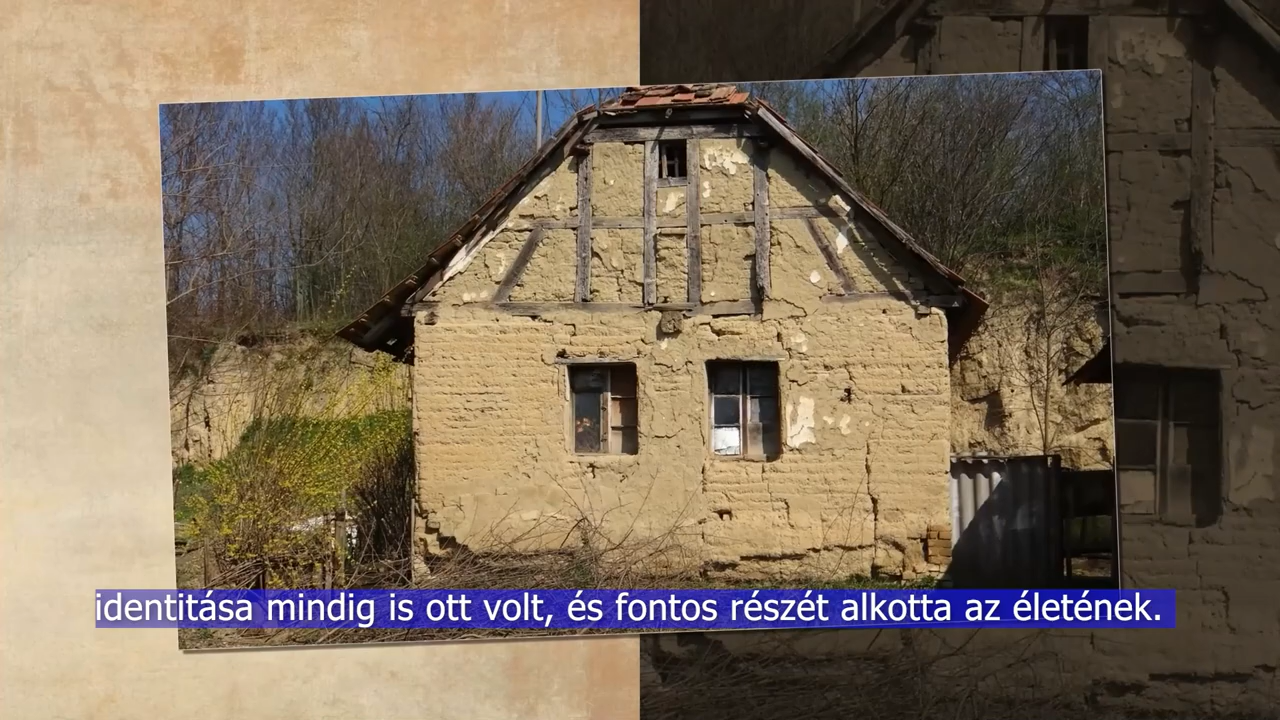 identitása mindig is ott volt, és fontos részét alkotta az életének.